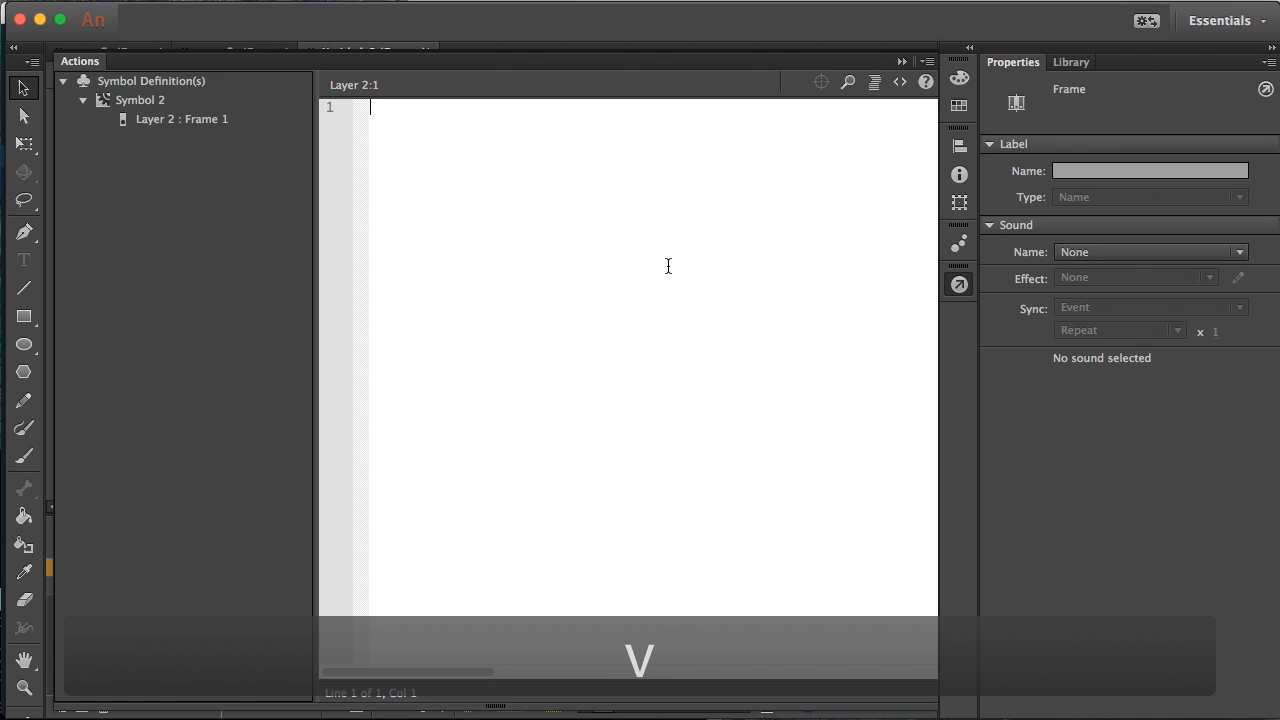 An
Essentials
Actions
Properties
Library
Symbol Definition(s)
Layer 2:1
Frame
Symbol 2
1
Layer 2 : Frame 1
Label
Name:
Type:
Name
Sound
Name:
None
Effect:
None
Sync:
Event
Repeat
x
1
No sound selected
V
Line 1 of 1, Col 1